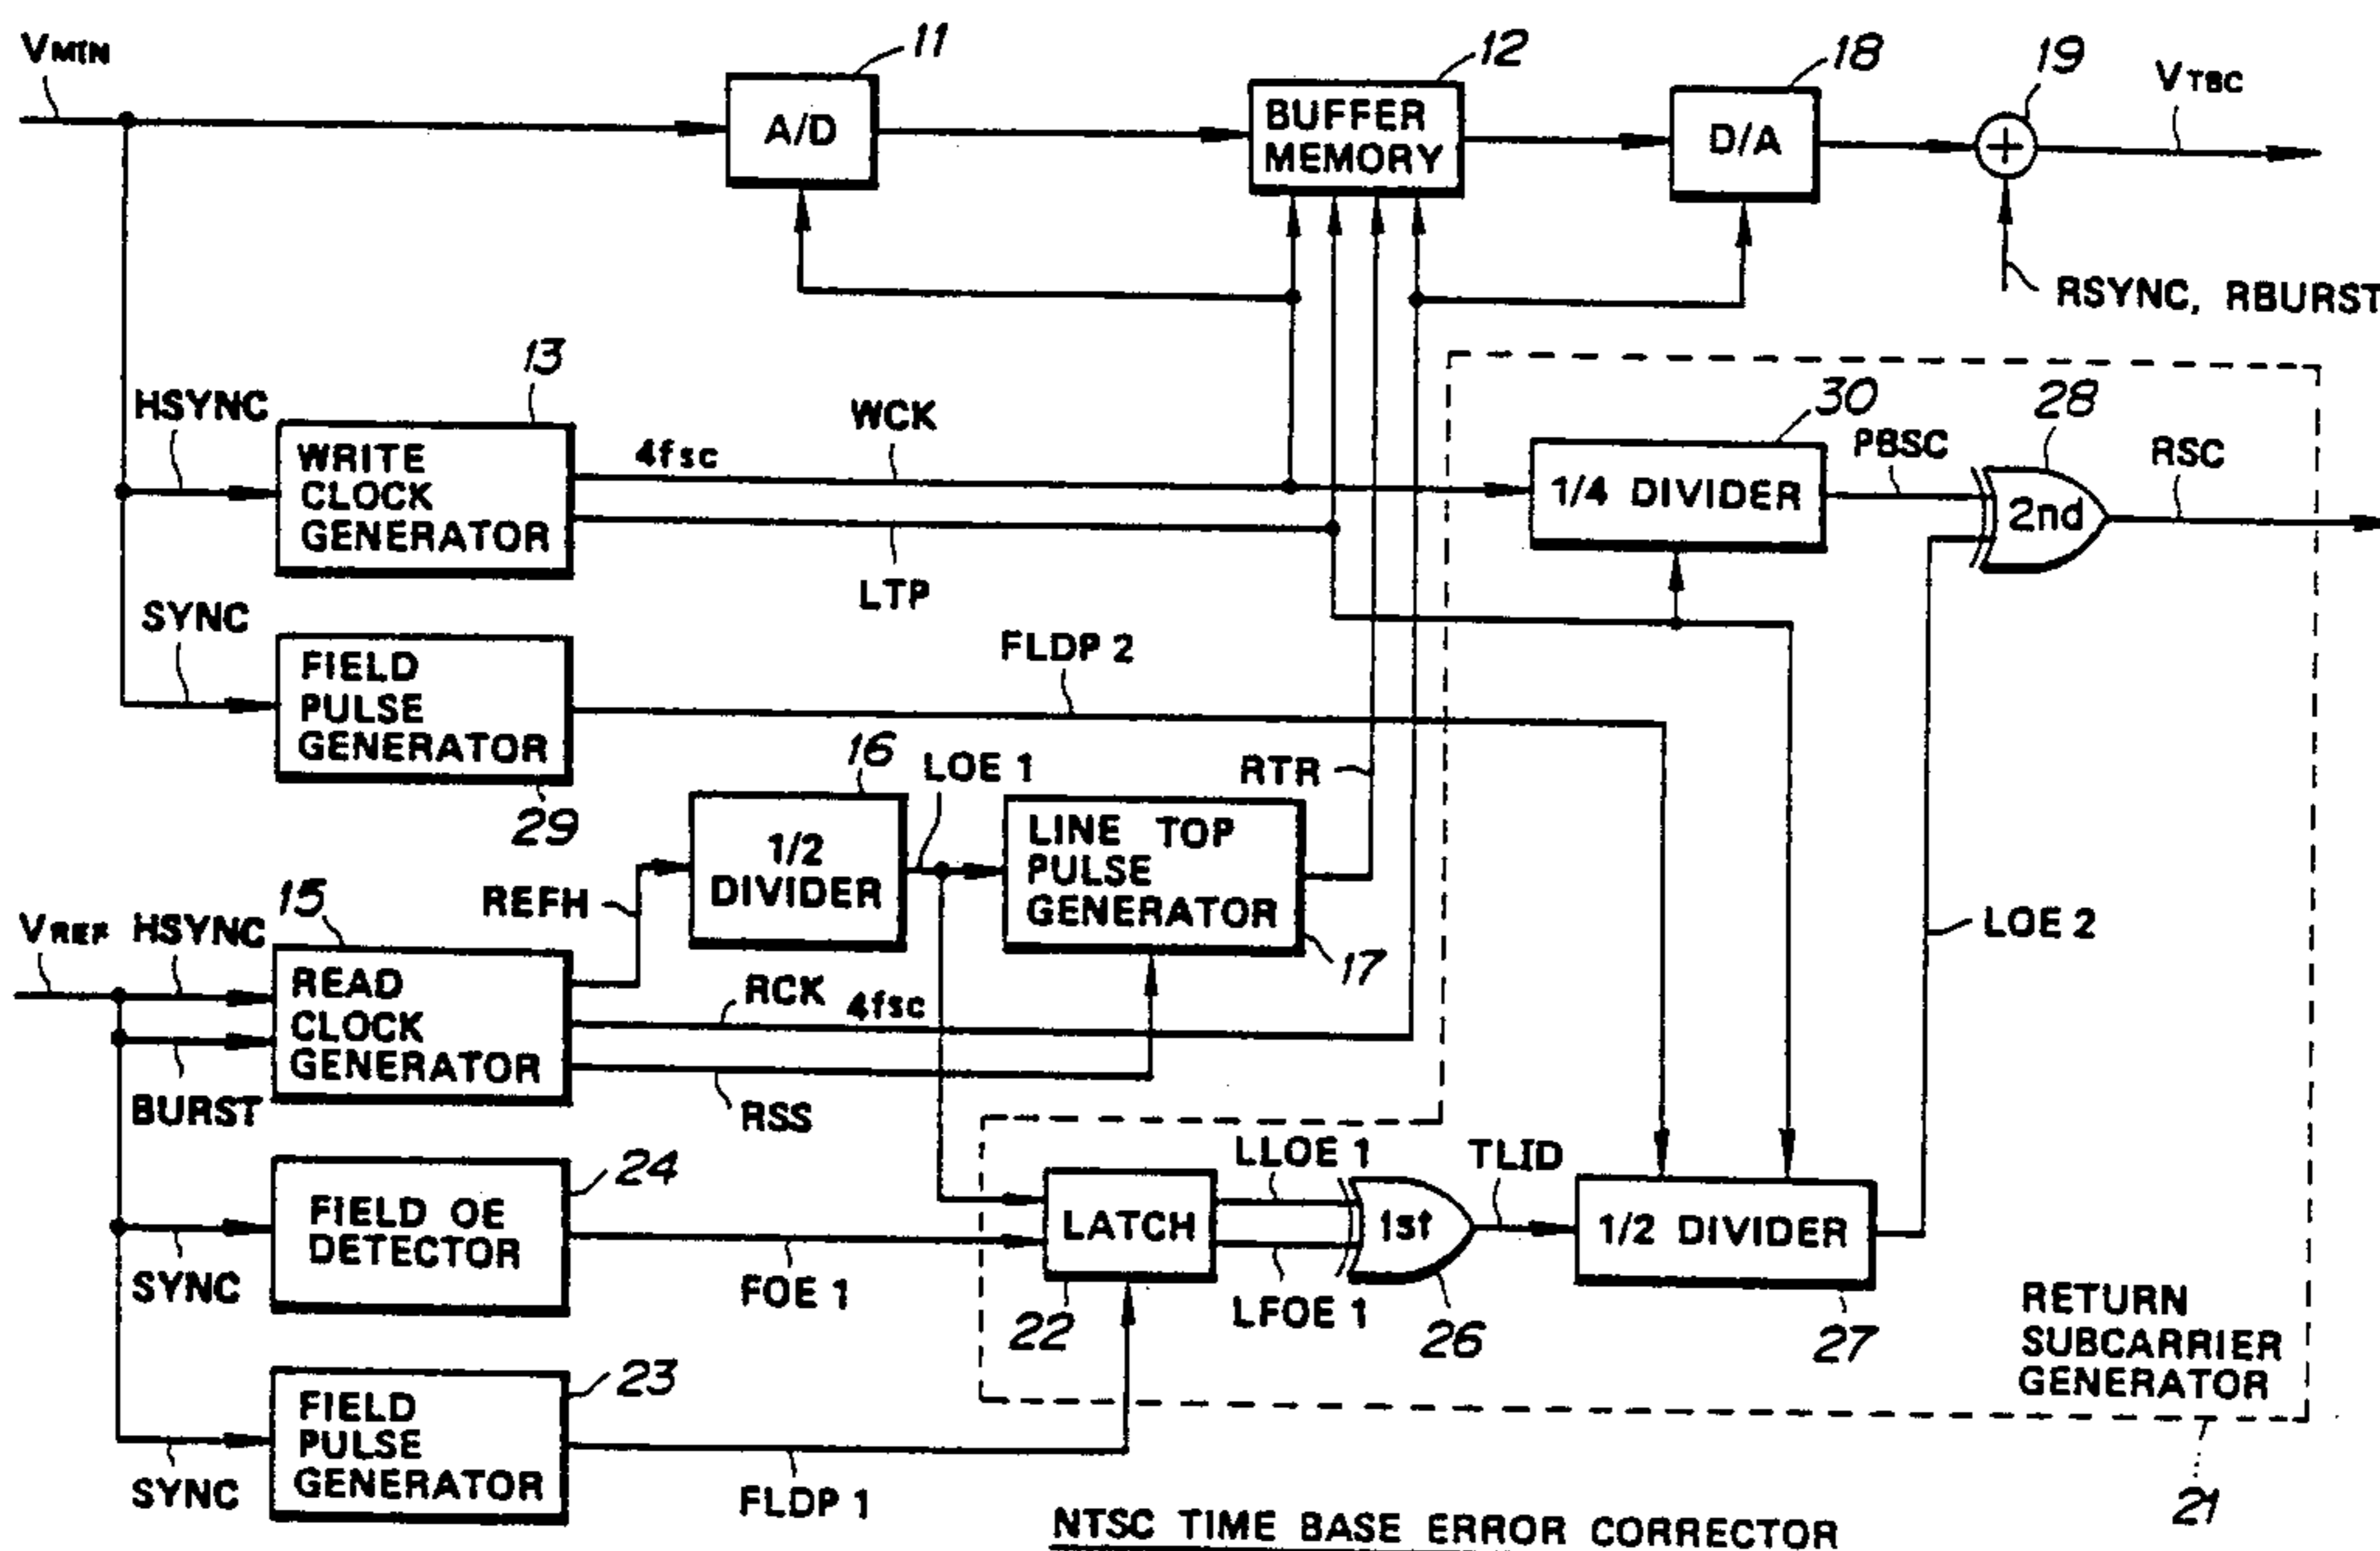 VMIN
11
A/D
12
BUFFER
MEMORY
18
D/A
19
+
VTBC
RSYNC, RBURST
13
HSYNC
WRITE
CLOCK
GENERATOR
4fsc
WCK
LTP
30
1/4 DIVIDER
PBSC
28
2nd
RSC
SYNC
FIELD
PULSE
GENERATOR
29
FLDP 2
16
1/2
DIVIDER
LOE 1
LINE TOP
PULSE
GENERATOR
17
RTR
REFH
LOE 2
VREF
HSYNC
15
READ
CLOCK
GENERATOR
BURST
RCK
4fsc
RSS
24
FIELD OE
DETECTOR
SYNC
FOE 1
LATCH
22
LLOE 1
LFOE 1
1st
26
TLID
1/2 DIVIDER
27
RETURN
SUBCARRIER
GENERATOR
21
23
FIELD
PULSE
GENERATOR
SYNC
FLDP 1
NTSC TIME BASE ERROR CORRECTOR